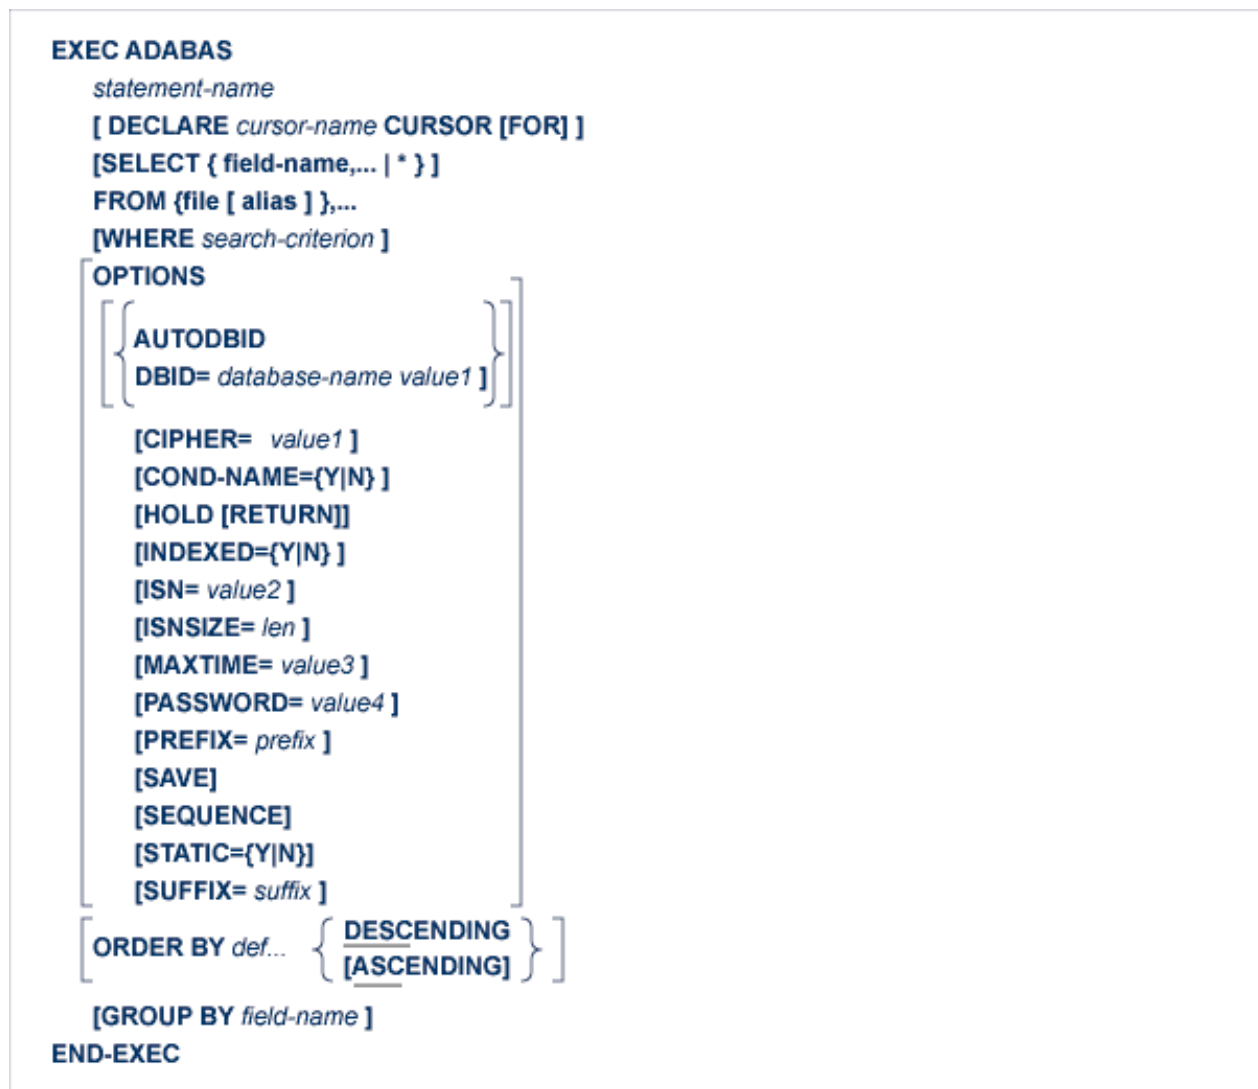 EXEC ADABAS
statement-name
[ DECLARE cursor-name CURSOR [FOR] ]
[SELECT { field-name,... | * } ]
FROM {file [ alias ] },...
[WHERE search-criterion ]
OPTIONS
AUTODBID
DBID= database-name value1 ]
[CIPHER= value1 ]
[COND-NAME={Y|N} ]
[HOLD [RETURN]]
[INDEXED={Y|N} ]
[ISN= value2 ]
[ISNSIZE= len ]
[MAXTIME= value3 ]
[PASSWORD= value4 ]
[PREFIX= prefix ]
[SAVE]
[SEQUENCE]
[STATIC={Y|N}]
[SUFFIX= suffix ]
ORDER BY def... DESCENDING
[ASCENDING]
[GROUP BY field-name ]
END-EXEC